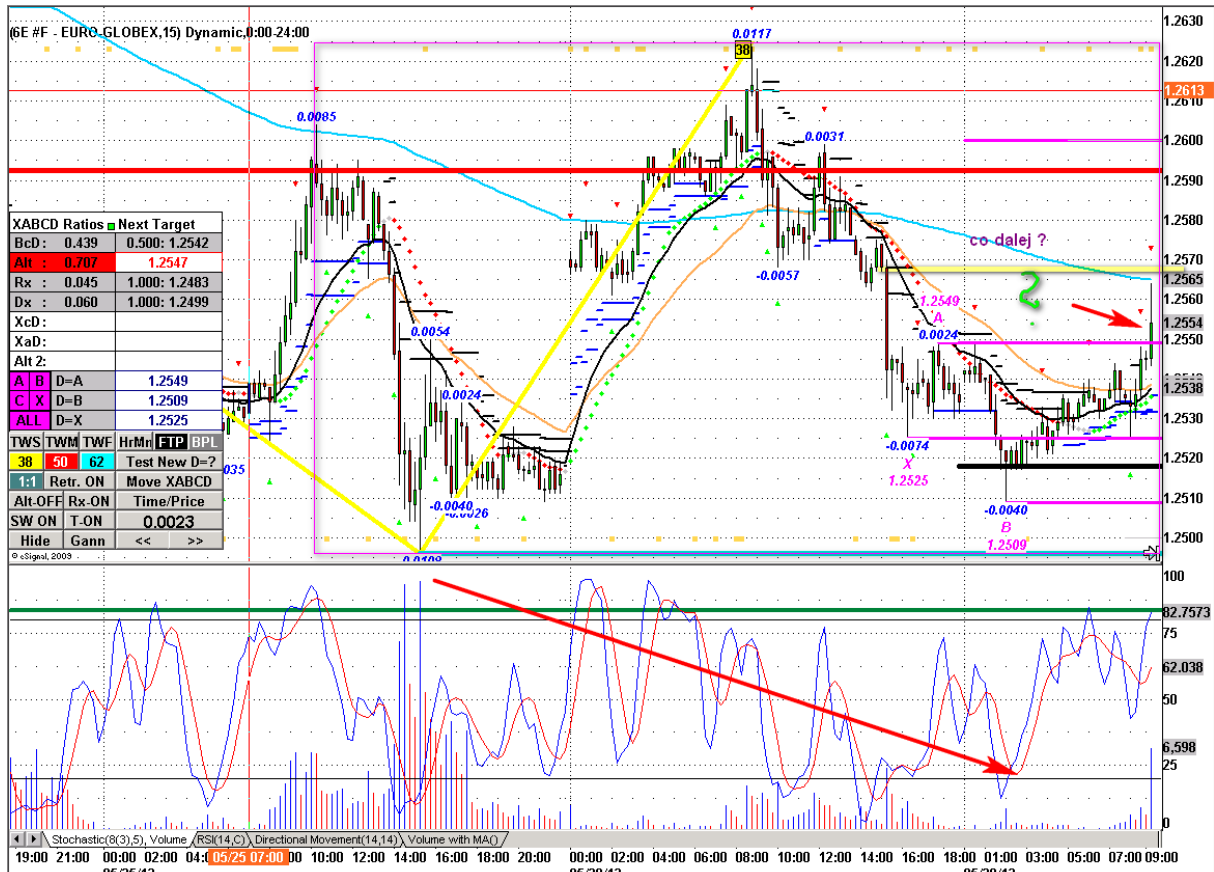 (6E #F - EURO GLOBEX,15) Dynamic,0:00-24:00
1.2630
1.2620
1.2613
1.2610
1.2600
1.2590
1.2580
1.2570
1.2565
1.2560
1.2554
1.2550
1.2538
1.2530
1.2520
1.2510
1.2500
0.0117
38
0.0085
0.0031
-0.0057
co dalej ?
1.2549
A
0.0024
0.0054
0.0024
-0.0074
X
1.2525
-0.0040
-0.0040
B
1.2509
XABCD Ratios Next Target
BcD: 0.439 0.500: 1.2542
Alt : 0.707 1.2547
Rx : 0.045 1.000: 1.2483
Dx : 0.060 1.000: 1.2499
XcD:
XaD:
Alt 2:
A B D=A 1.2549
C X D=B 1.2509
ALL D=X 1.2525
TWS TWM TWF HrMn FTP BPL
38 50 62 Test New D=?
1:1 Retr. ON Move XABCD
Alt-OFF Rx-ON Time/Price
SW ON T-ON 0.0023
Hide Gann << >>
© eSignal, 2009
100
82.7573
75
62.038
50
6,598
25
0
Stochastic(8(3),5), Volume RSI(14,C) Directional Movement(14,14) Volume with MA()
19:00 21:00 00:00 02:00 05/25 07:00 10:00 12:00 14:00 16:00 18:00 20:00 00:00 02:00 04:00 06:00 08:00 10:00 12:00 14:00 16:00 18:00 01:00 03:00 05:00 07:00 09:00